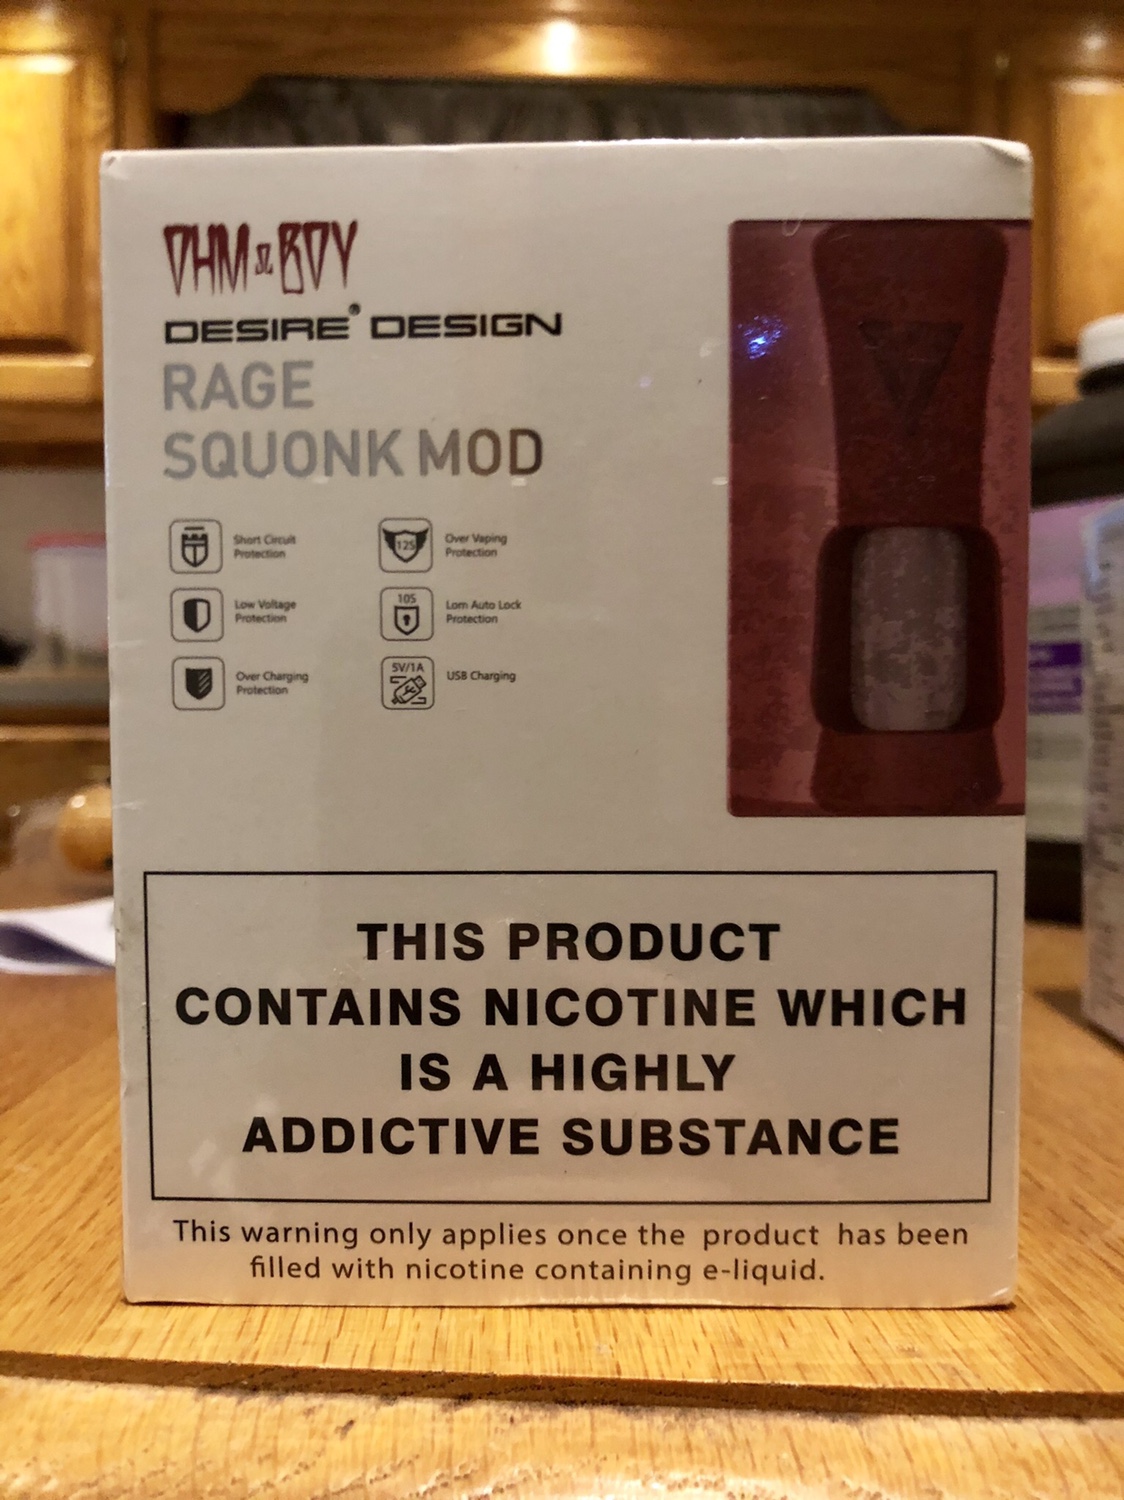 OHM Ω BOY
DESIRE® DESIGN
RAGE
SQUONK MOD
Short Circuit
Protection
12S
Over Vaping
Protection
Low Voltage
Protection
10S
Lom Auto Lock
Protection
Over Charging
Protection
5V/1A
USB Charging
THIS PRODUCT
CONTAINS NICOTINE WHICH
IS A HIGHLY
ADDICTIVE SUBSTANCE
This warning only applies once the product has been
filled with nicotine containing e-liquid.